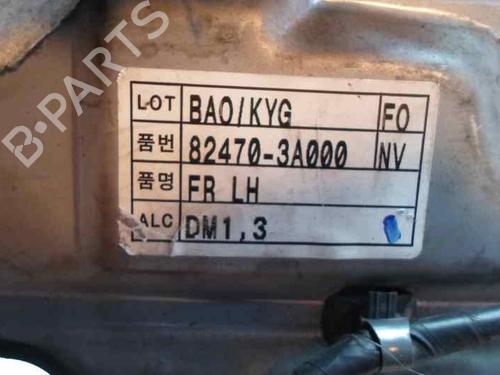 B-PARTS
LOT BAO/KYG FO
품번 82470-3A000 NV
품명 FR LH
ALC DM1,3